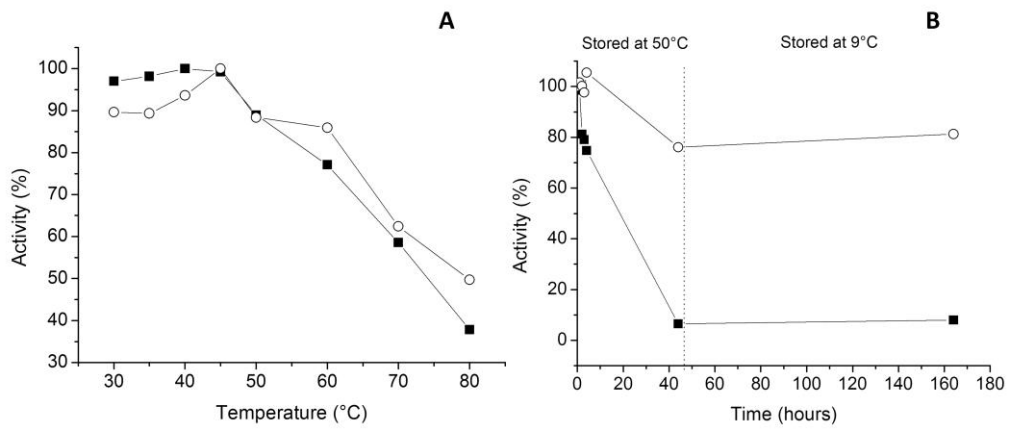 A
100
90
80
70
60
50
40
30
Activity (%)
30 40 50 60 70 80
Temperature (°C)
B
Stored at 50°C Stored at 9°C
100
80
60
40
20
0
Activity (%)
0 20 40 60 80 100 120 140 160 180
Time (hours)